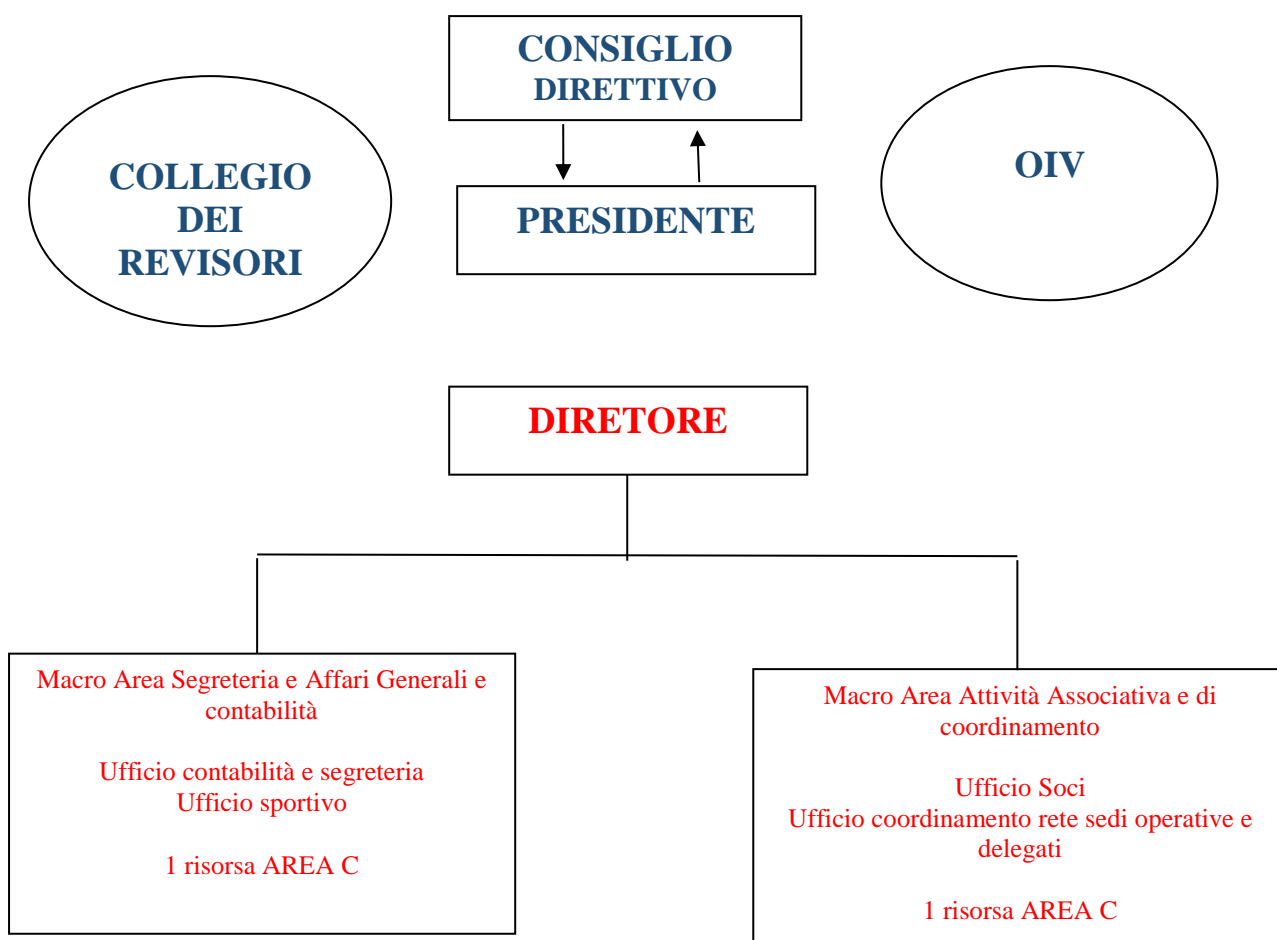 CONSIGLIO
DIRETTIVO
COLLEGIO
DEI
REVISORI
OIV
PRESIDENTE
DIRETORE
Macro Area Segreteria e Affari Generali e
contabilità
Ufficio contabilità e segreteria
Ufficio sportivo
1 risorsa AREA C
Macro Area Attività Associativa e di
coordinamento
Ufficio Soci
Ufficio coordinamento rete sedi operative e
delegati
1 risorsa AREA C